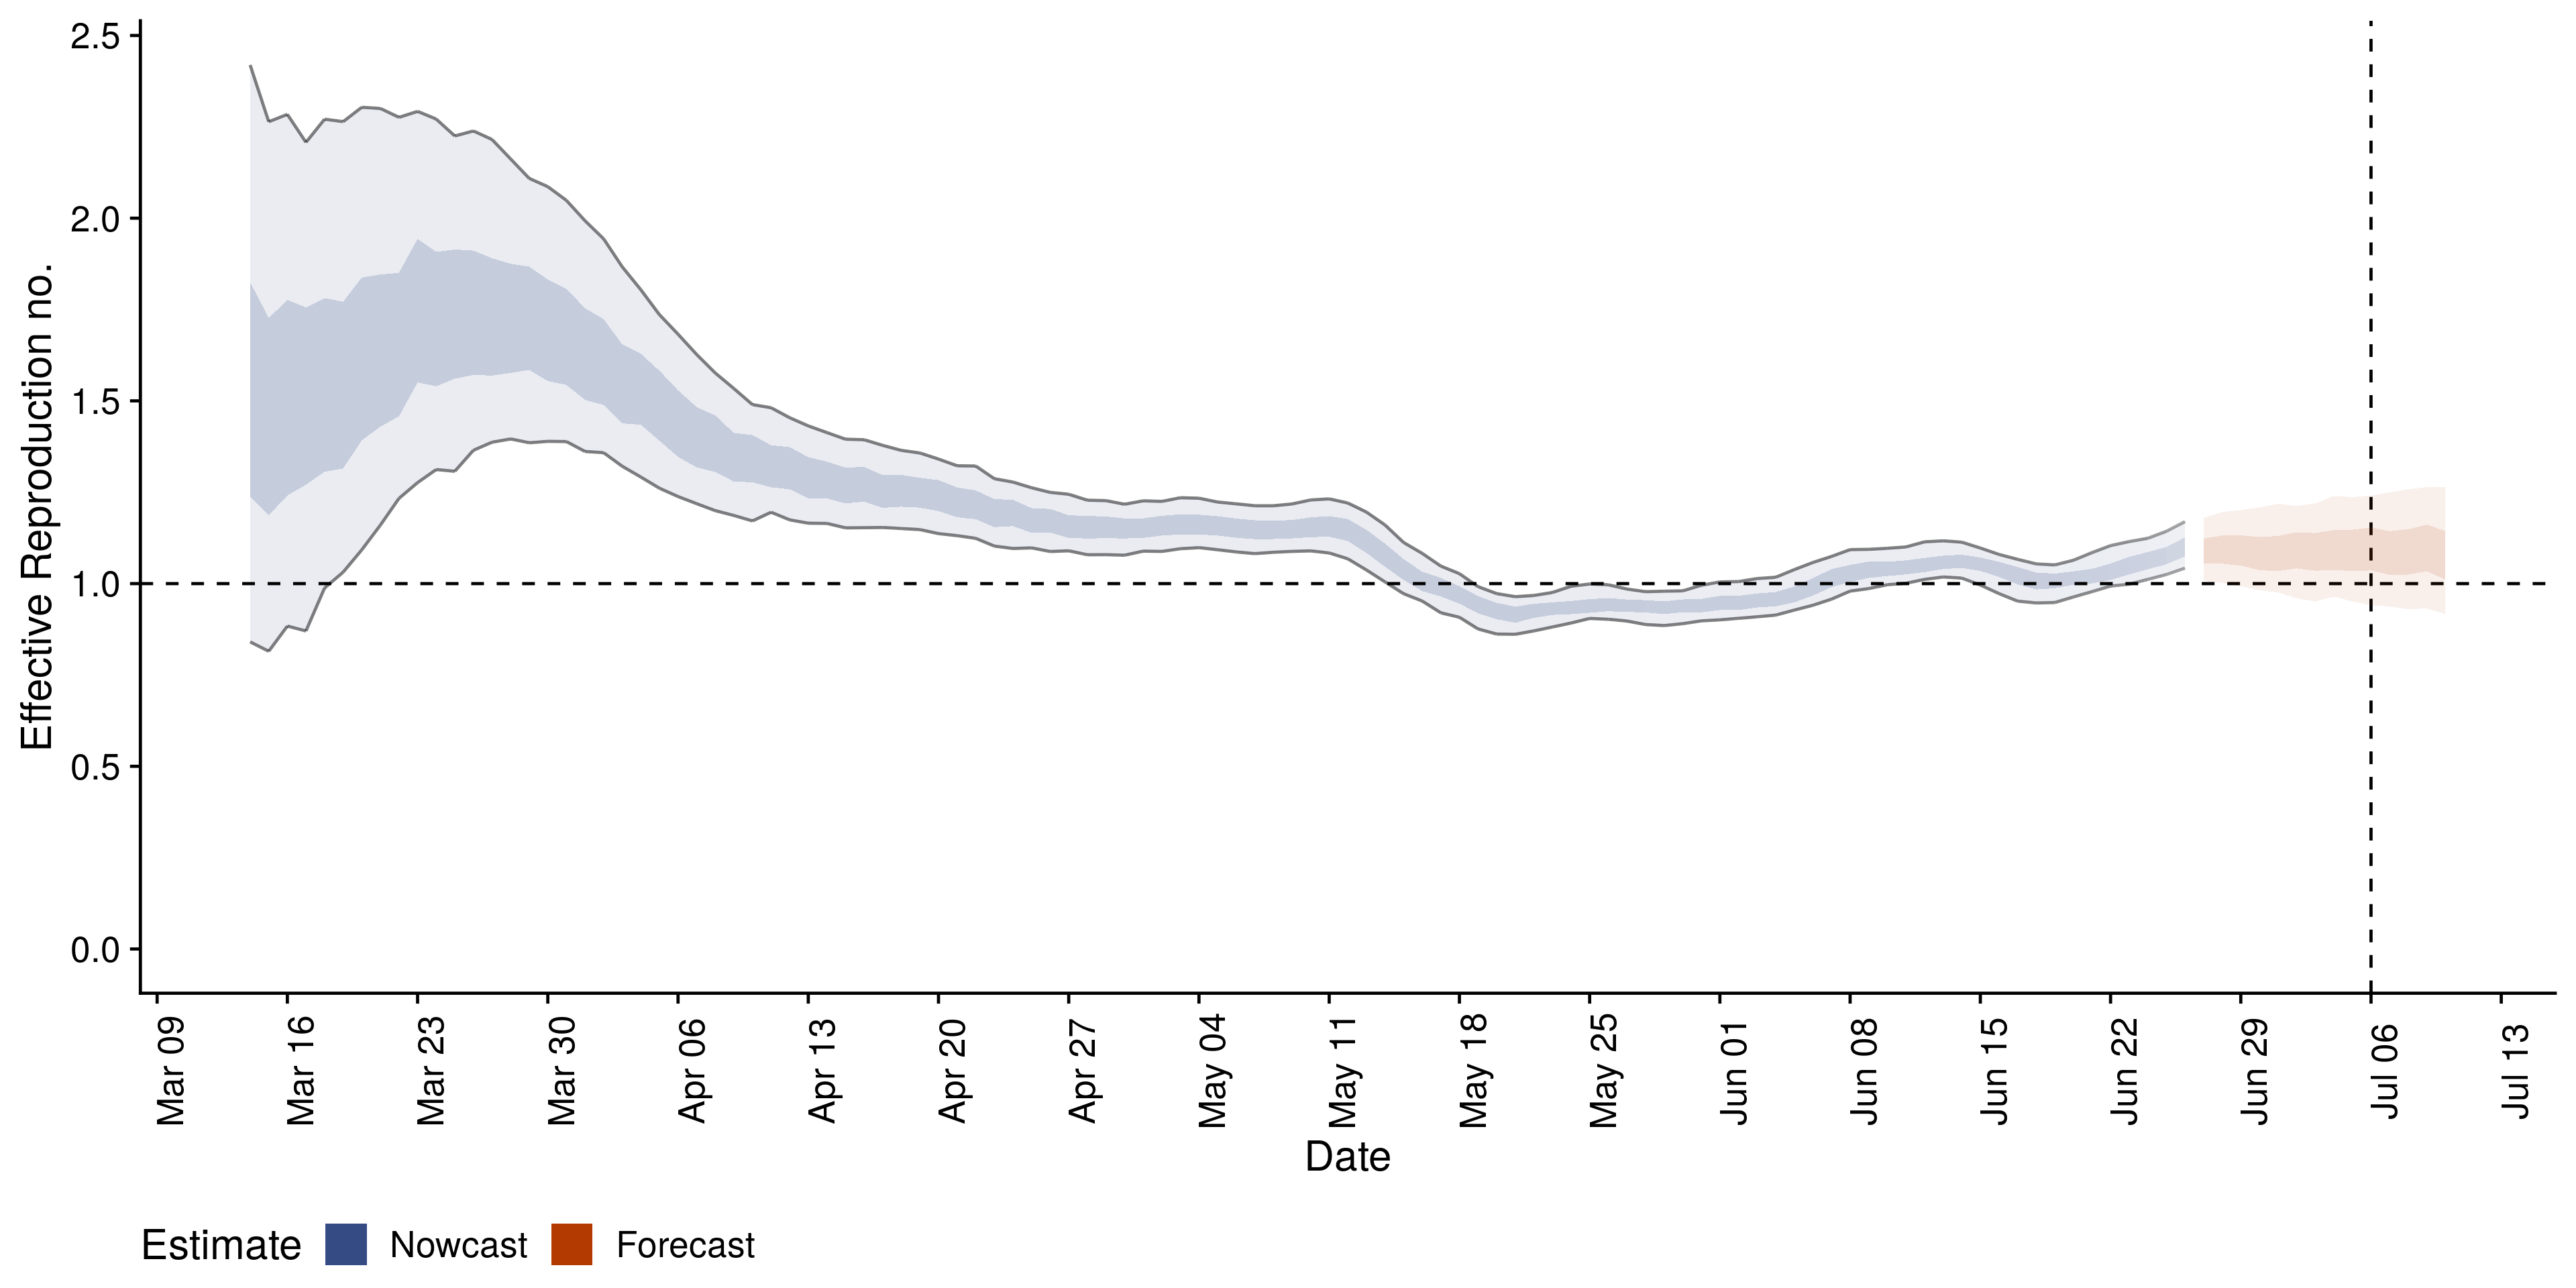 Effective Reproduction no.
2.5
2.0
1.5
1.0
0.5
0.0
Mar 09
Mar 16
Mar 23
Mar 30
Apr 06
Apr 13
Apr 20
Apr 27
May 04
May 11
May 18
May 25
Jun 01
Jun 08
Jun 15
Jun 22
Jun 29
Jul 06
Jul 13
Date
Estimate Nowcast Forecast